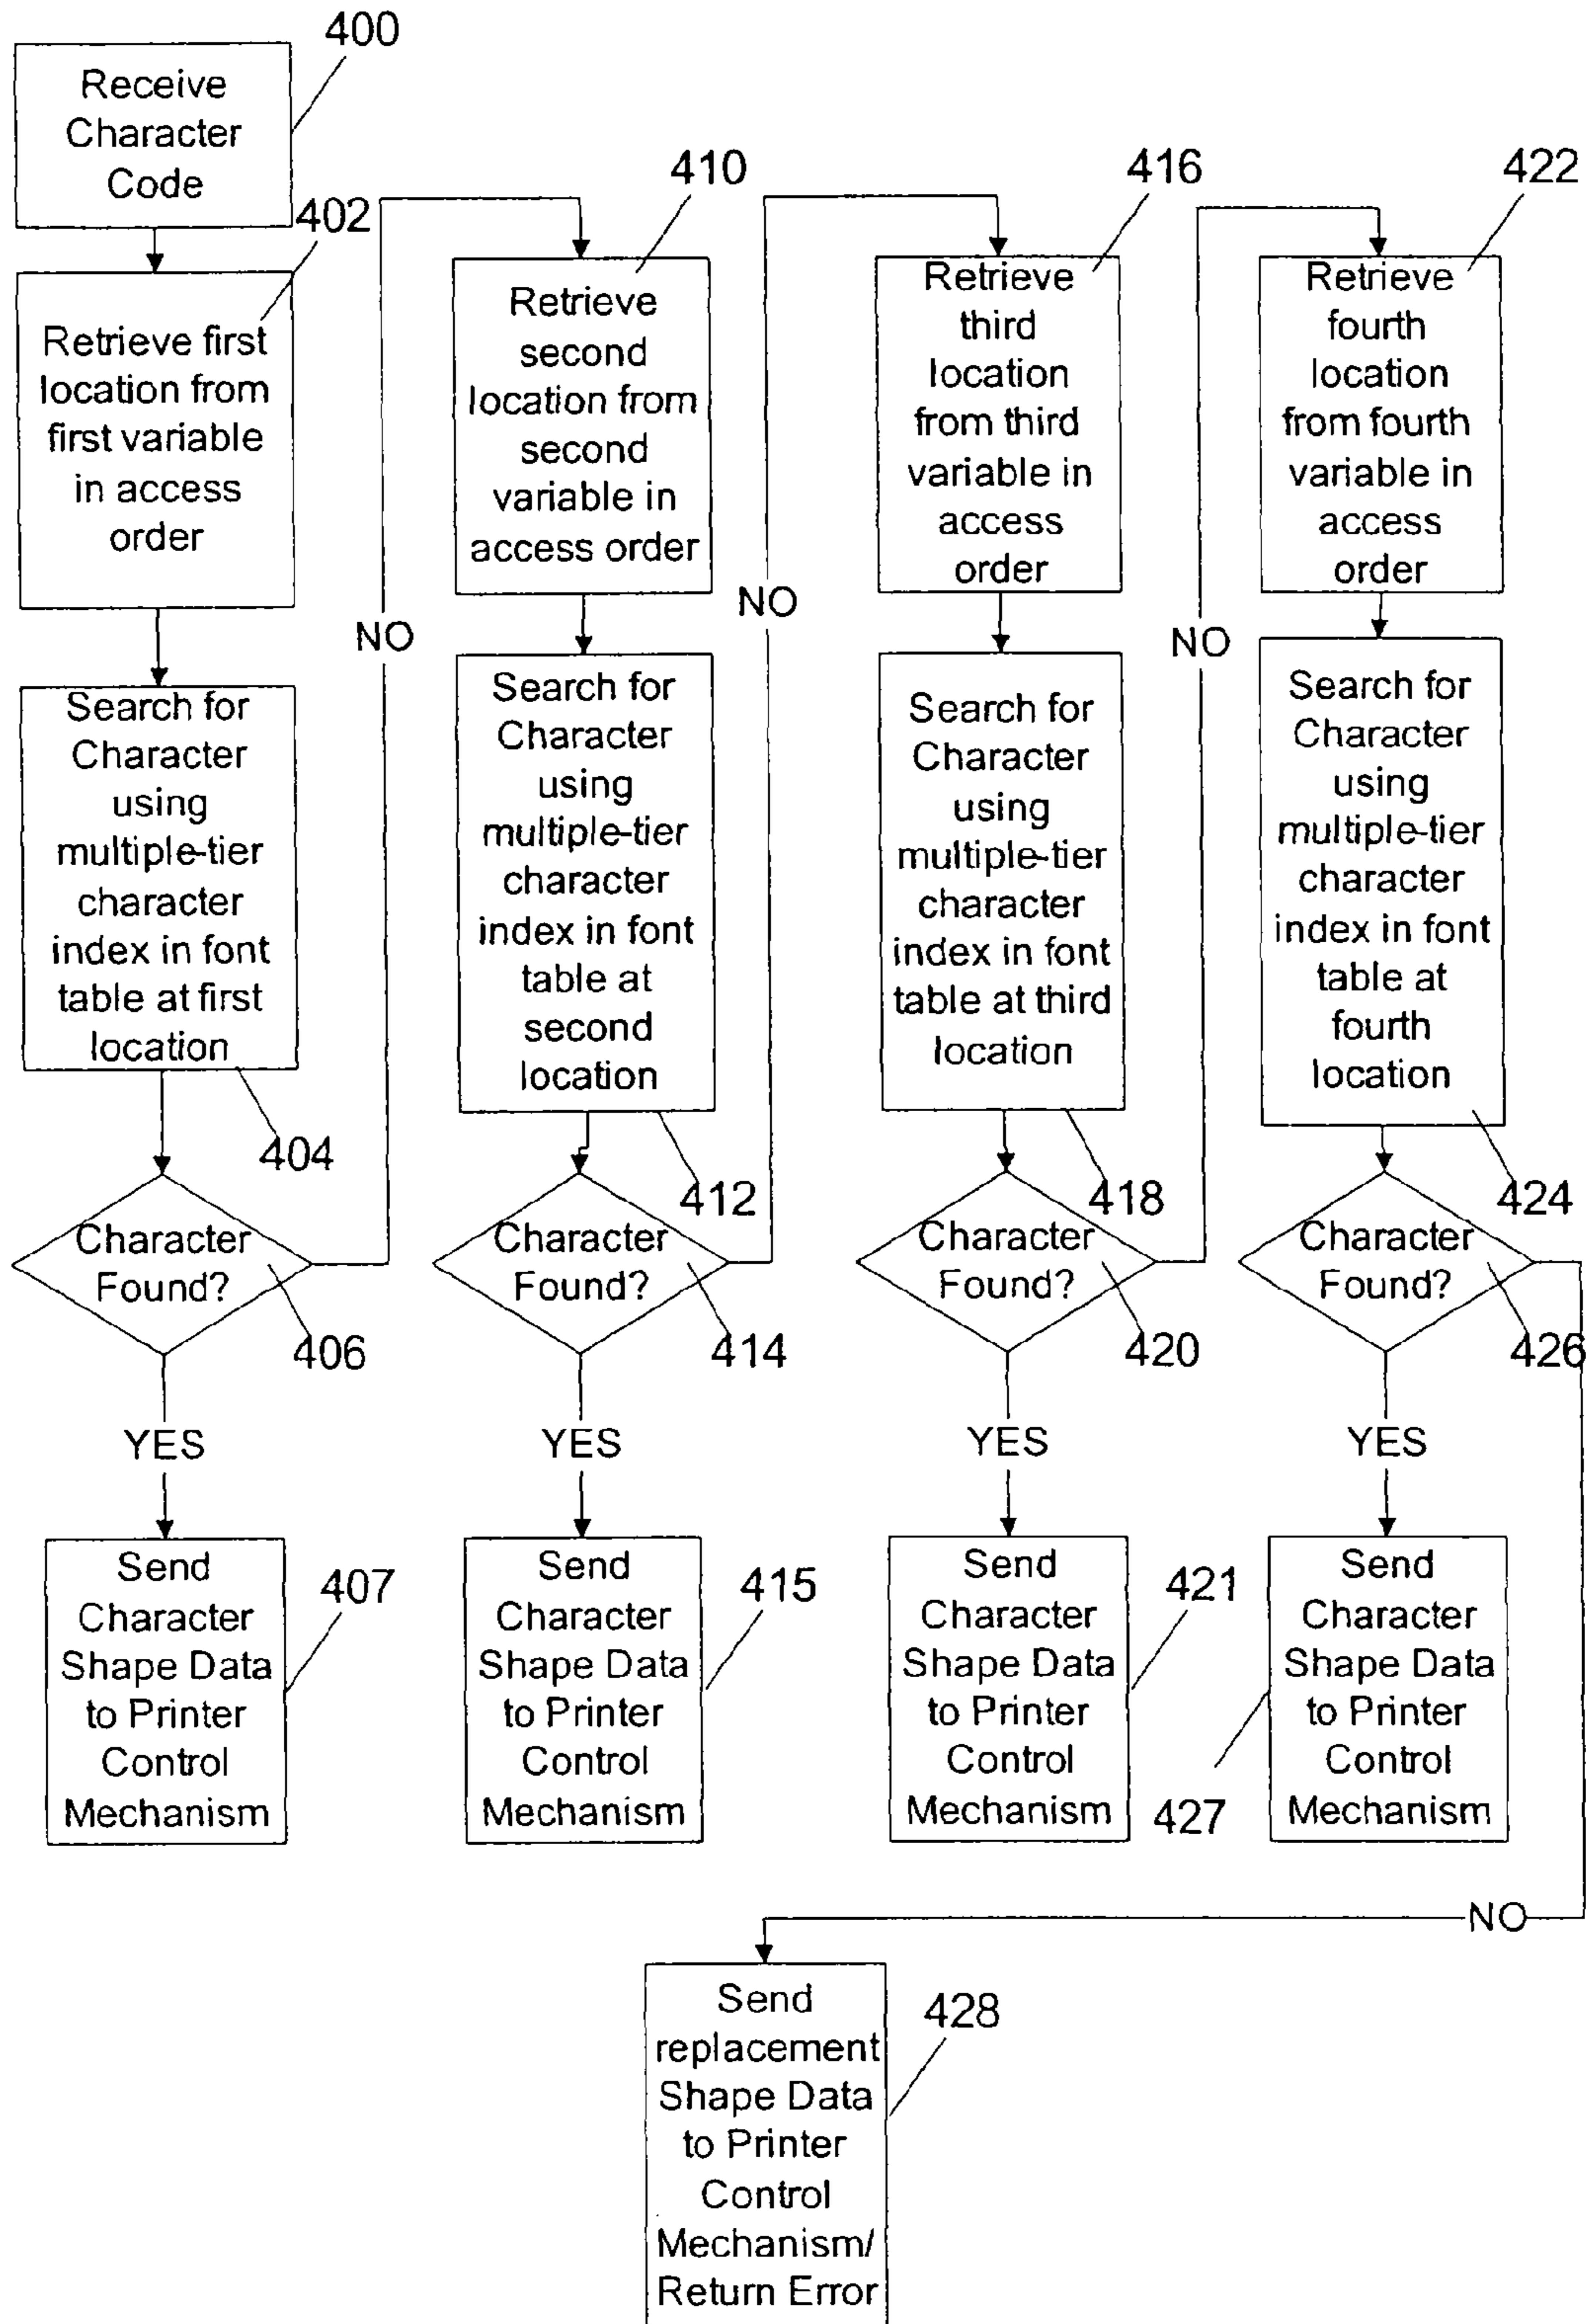 400
Receive
Character
Code
402
Retrieve first
location from
first variable
in access
order
Search for
Character
using
multiple-tier
character
index in font
table at first
location
404
Character
Found?
406
NO
YES
Send
Character
Shape Data
to Printer
Control
Mechanism
407
410
Retrieve
second
location from
second
variable in
access order
Search for
Character
using
multiple-tier
character
index in font
table at
second
location
412
Character
Found?
414
NO
YES
Send
Character
Shape Data
to Printer
Control
Mechanism
415
416
Retrieve
third
location
from third
variable in
access
order
Search for
Character
using
multiple-tier
character
index in font
table at third
location
418
Character
Found?
420
NO
YES
Send
Character
Shape Data
to Printer
Control
Mechanism
421
422
Retrieve
fourth
location
from fourth
variable in
access
order
Search for
Character
using
multiple-tier
character
index in font
table at
fourth
location
424
Character
Found?
426
YES
Send
Character
Shape Data
to Printer
Control
Mechanism
427
NO
Send
replacement
Shape Data
to Printer
Control
Mechanism/
Return Error
428